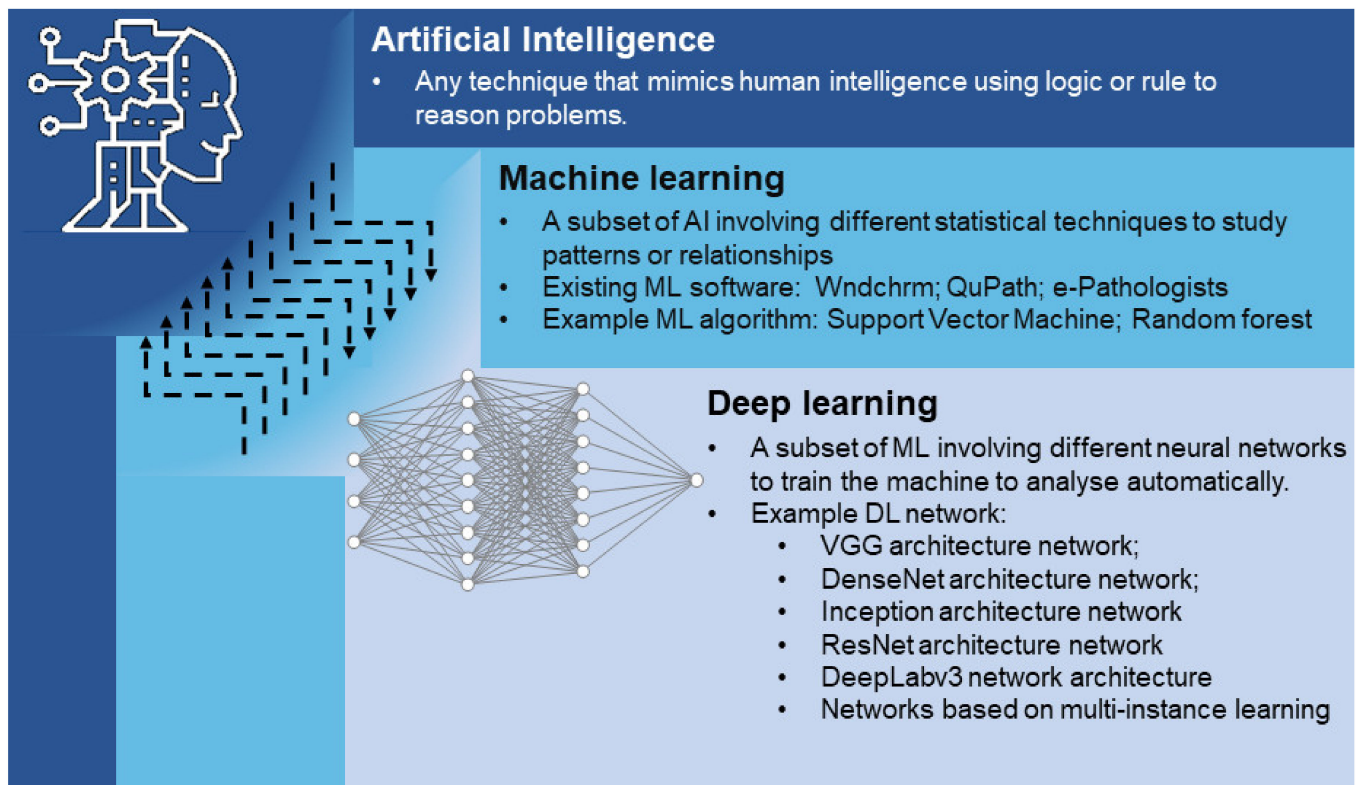 Artificial Intelligence
• Any technique that mimics human intelligence using logic or rule to
reason problems.
Machine learning
• A subset of AI involving different statistical techniques to study
patterns or relationships
• Existing ML software: Wndchrm; QuPath; e-Pathologists
• Example ML algorithm: Support Vector Machine; Random forest
Deep learning
• A subset of ML involving different neural networks
to train the machine to analyse automatically.
• Example DL network:
• VGG architecture network;
• DenseNet architecture network;
• Inception architecture network
• ResNet architecture network
• DeepLabv3 network architecture
• Networks based on multi-instance learning